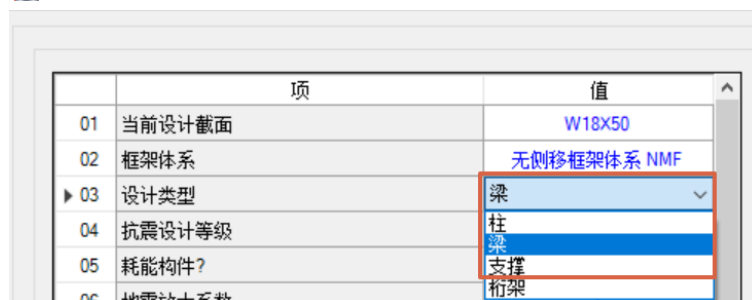 项 值
01 当前设计截面 W18X50
02 框架体系 无侧移框架体系 NMF
03 设计类型 梁
04 抗震设计等级 柱
梁
05 耗能构件? 支撑
桁架